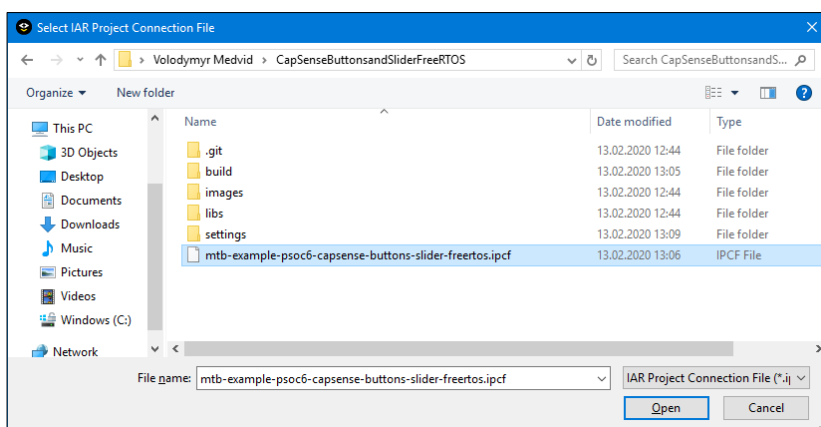 Select IAR Project Connection File
Volodymyr Medvid > CapSenseButtonsandSliderFreeRTOS
Search CapSenseButtonsandS...
Organize New folder
Name Date modified Type
This PC
3D Objects
Desktop
Documents
Downloads
Music
Pictures
Videos
Windows (C:)
Network
.git 13.02.2020 12:44 File folder
build 13.02.2020 13:05 File folder
images 13.02.2020 12:44 File folder
libs 13.02.2020 12:44 File folder
settings 13.02.2020 13:09 File folder
mtb-example-psoc6-capsense-buttons-slider-freertos.ipcf 13.02.2020 13:06 IPCF File
File name: mtb-example-psoc6-capsense-buttons-slider-freertos.ipcf
IAR Project Connection File (*.ip
Open Cancel